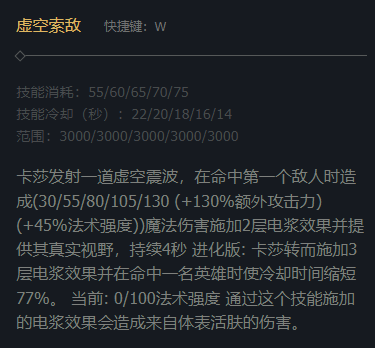 虚空索敌 快捷键：W
技能消耗：55/60/65/70/75
技能冷却（秒）：22/20/18/16/14
范围：3000/3000/3000/3000/3000
卡莎发射一道虚空震波，在命中第一个敌人时造
成(30/55/80/105/130 (+130%额外攻击力)
(+45%法术强度))魔法伤害施加2层电浆效果并提
供其真实视野，持续4秒 进化版: 卡莎转而施加3
层电浆效果并在命中一名英雄时使冷却时间缩短
77%。 当前: 0/100法术强度 通过这个技能施加
的电浆效果会造成来自体表活肤的伤害。